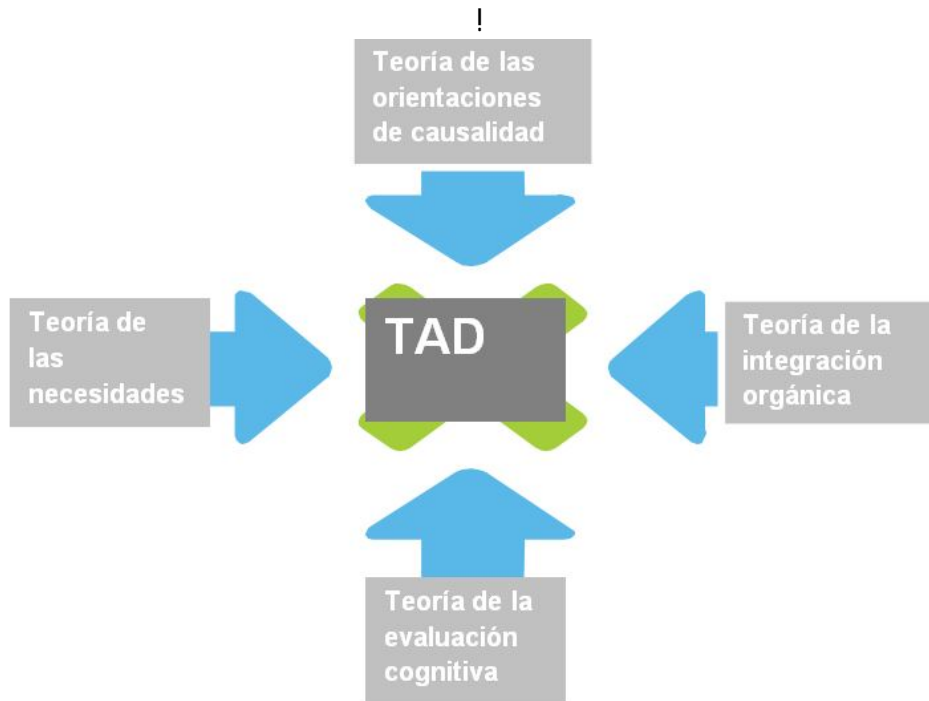 !
Teoría de las
orientaciones
de causalidad
Teoría de
las
necesidades
TAD
Teoría de la
integración
orgánica
Teoría de la
evaluación
cognitiva